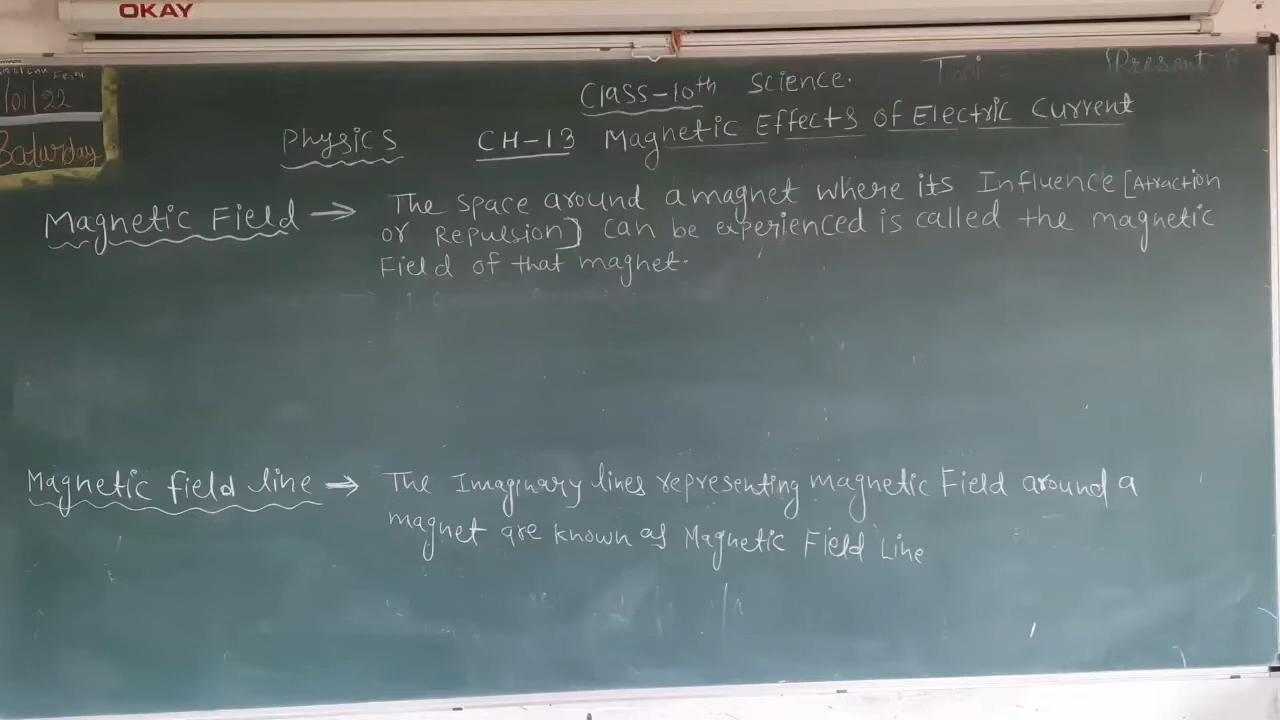 OKAY
/01/22
Saturday
Class-10th Science.
Present
Physics CH-13 Magnetic Effects of Electric Current
Magnetic Field → The space around a magnet where its Influence [Attraction
or Repulsion] can be experienced is called the magnetic
Field of that magnet.
Magnetic field line → The Imaginary lines representing magnetic Field around a
magnet are known as Magnetic Field Line